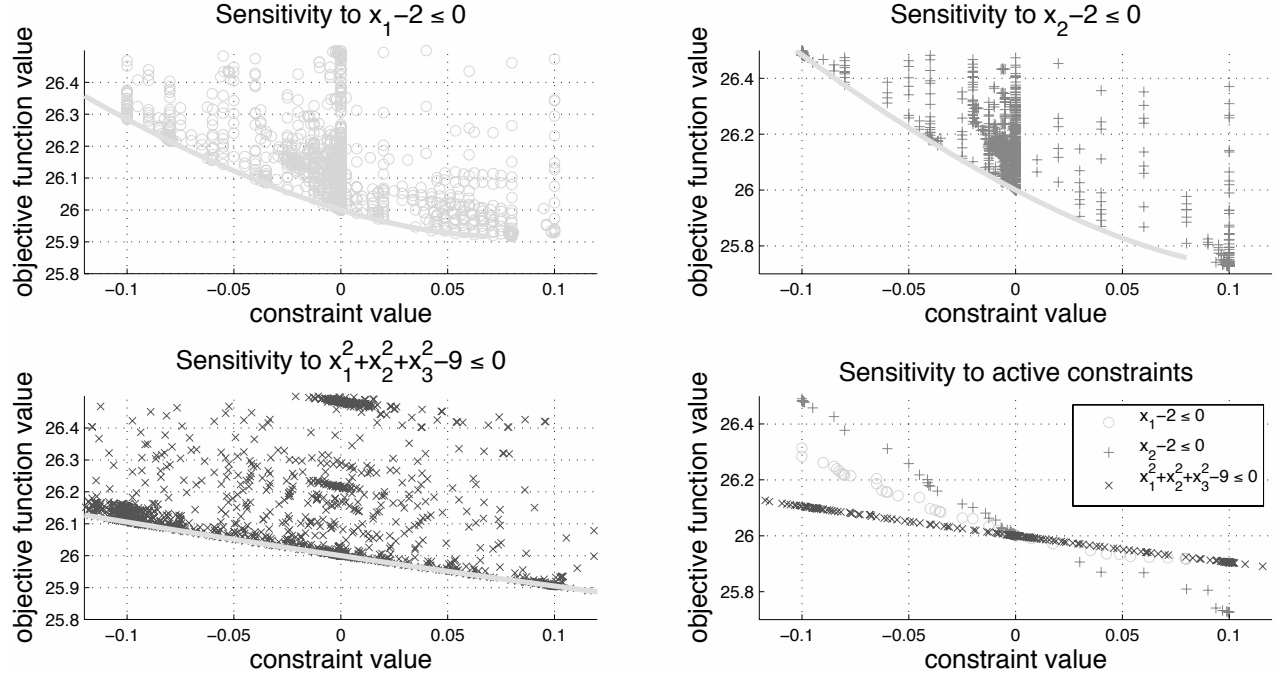 Sensitivity to x₁−2 ≤ 0
objective function value
26.4
26.3
26.2
26.1
26
25.9
25.8
−0.1
−0.05
0
0.05
0.1
constraint value
Sensitivity to x₂−2 ≤ 0
objective function value
26.4
26.2
26
25.8
−0.1
−0.05
0
0.05
0.1
constraint value
Sensitivity to x₁²+x₂²+x₃²−9 ≤ 0
objective function value
26.4
26.3
26.2
26.1
26
25.9
25.8
−0.1
−0.05
0
0.05
0.1
constraint value
Sensitivity to active constraints
objective function value
26.4
26.2
26
25.8
x₁−2 ≤ 0
x₂−2 ≤ 0
x₁²+x₂²+x₃²−9 ≤ 0
−0.1
−0.05
0
0.05
0.1
constraint value